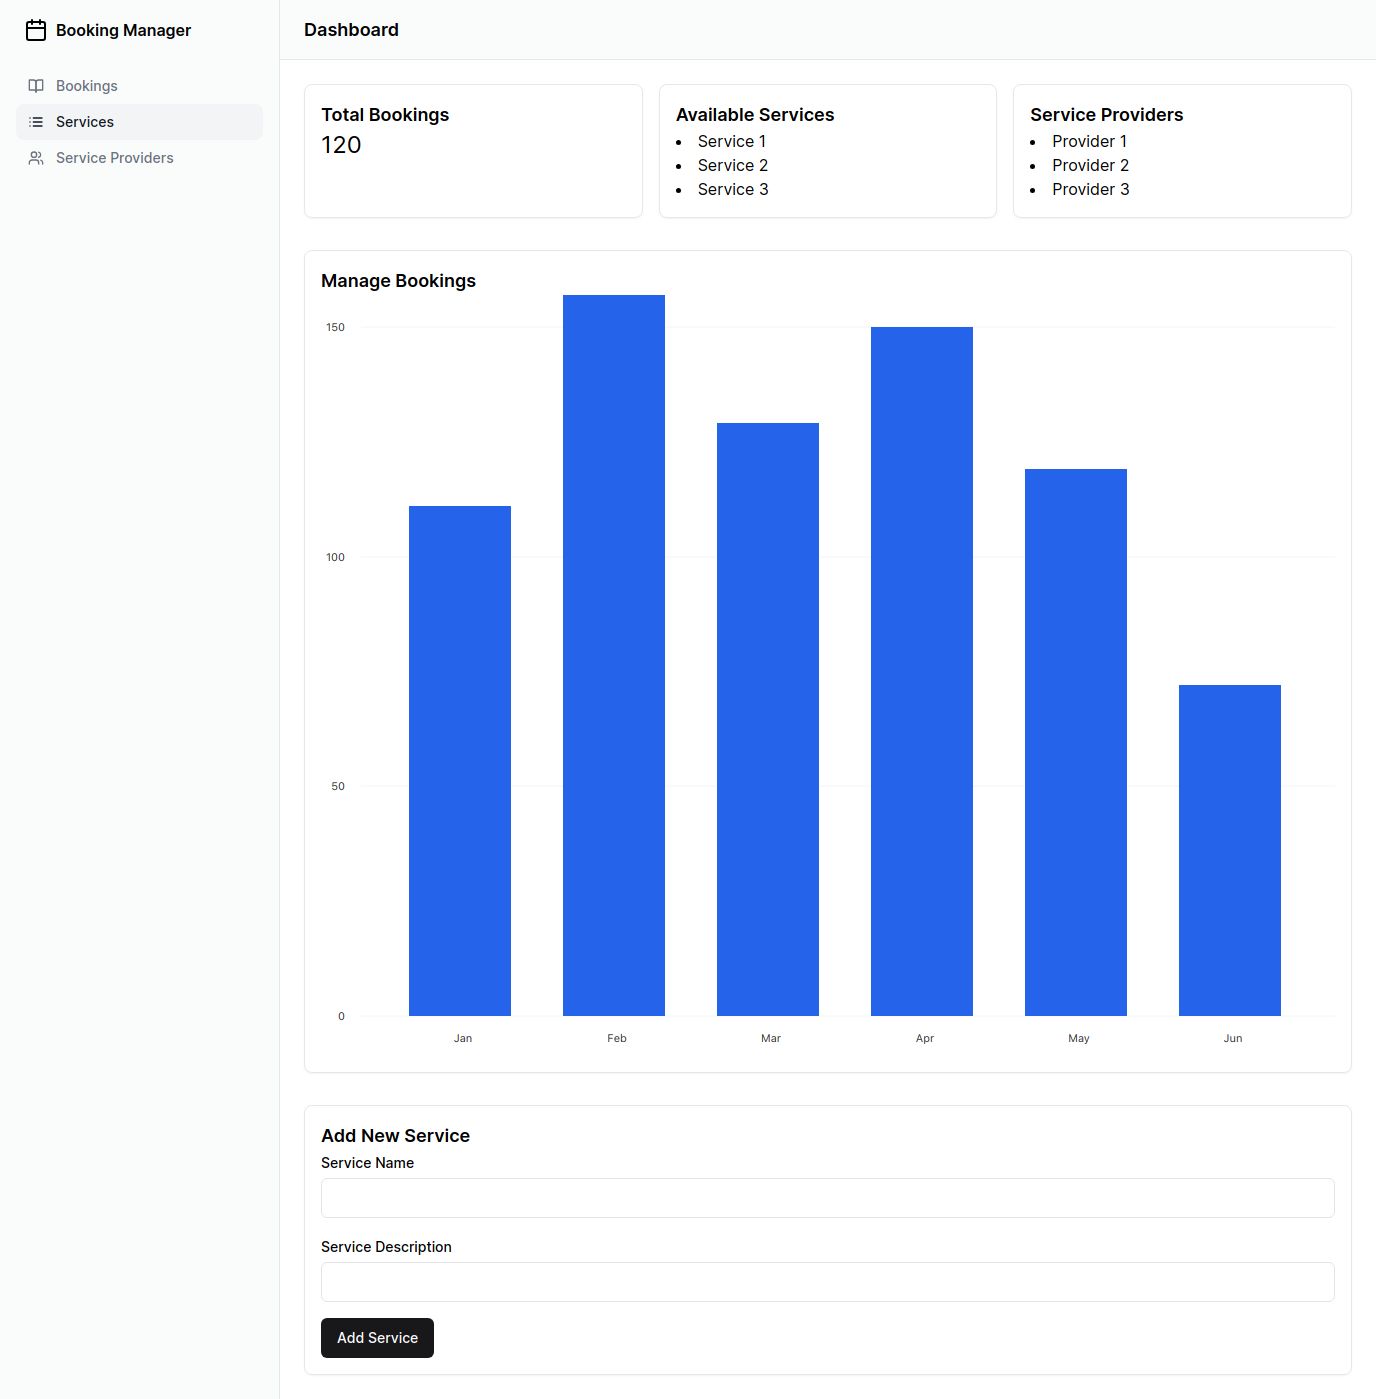 Booking Manager
Bookings
Services
Service Providers
Dashboard
Total Bookings
120
Available Services
Service 1
Service 2
Service 3
Service Providers
Provider 1
Provider 2
Provider 3
Manage Bookings
150
100
50
0
Jan Feb Mar Apr May Jun
Add New Service
Service Name
Service Description
Add Service